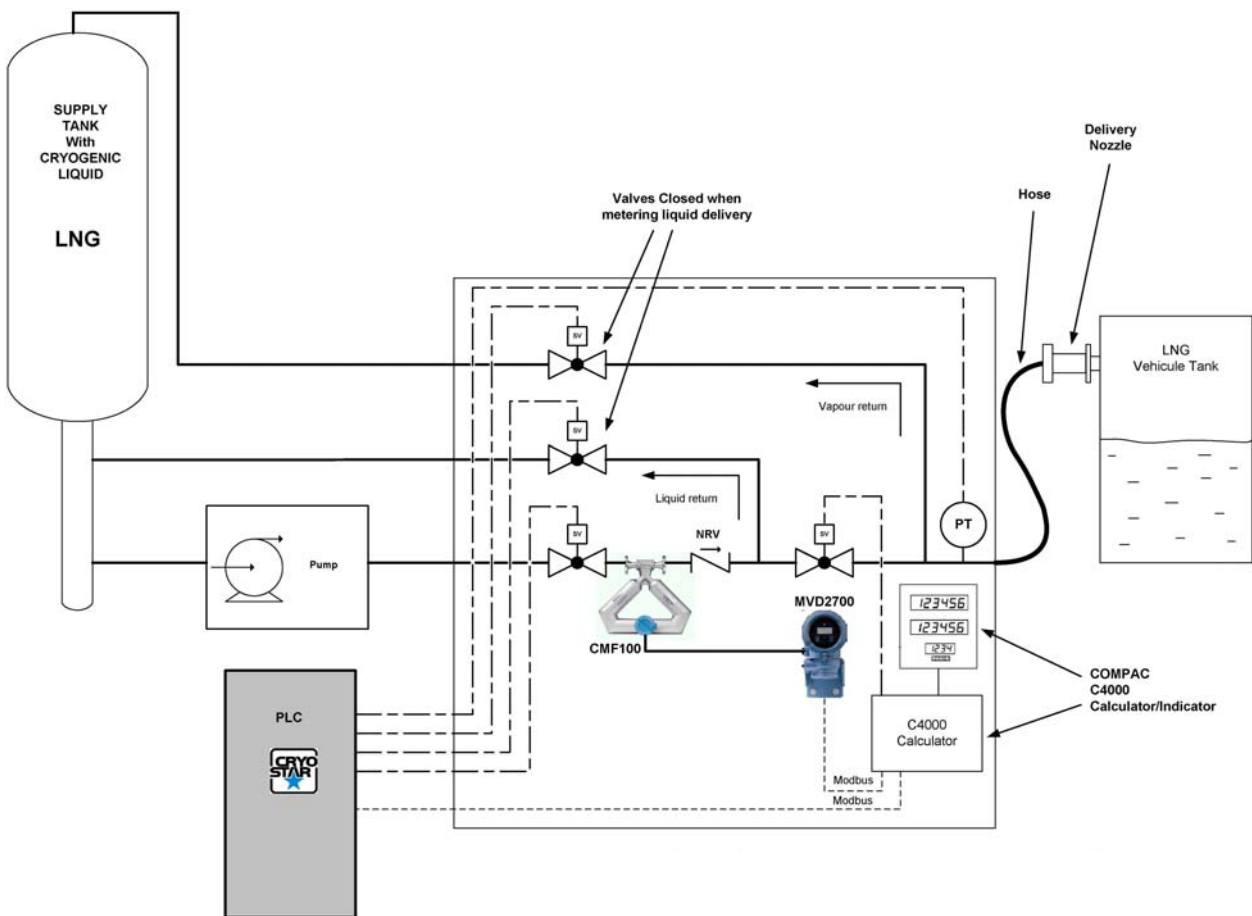 SUPPLY
TANK
With
CRYOGENIC
LIQUID
LNG
Valves Closed when
metering liquid delivery
Delivery
Nozzle
Hose
LNG
Vehicule Tank
SV
Vapour return
SV
Liquid return
SV
NRV
SV
PT
Pump
MVD2700
CMF100
123456
123456
1234
COMPAC
C4000
Calculator/Indicator
C4000
Calculator
PLC
CRYO
STAR
Modbus
Modbus